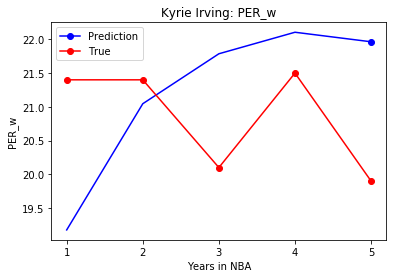 Kyrie Irving: PER_w
Prediction
True
22.0
21.5
21.0
20.5
20.0
19.5
PER_w
1 2 3 4 5
Years in NBA